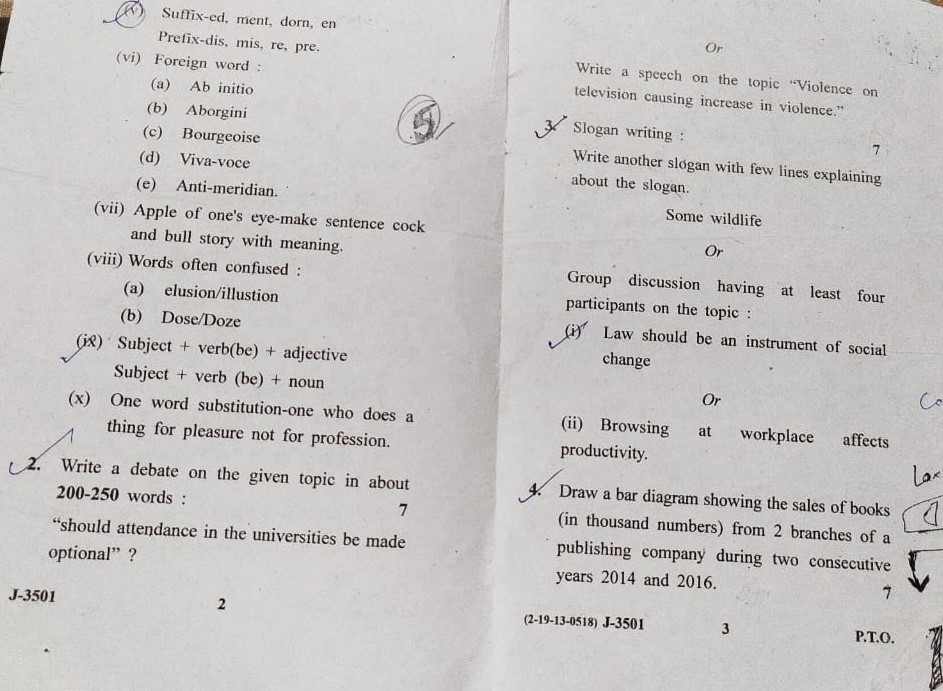 (v) Suffix-ed, ment, dorn, en
Prefix-dis, mis, re, pre.
(vi) Foreign word :
(a) Ab initio
(b) Aborgini
(c) Bourgeoise
(d) Viva-voce
(e) Anti-meridian.
(vii) Apple of one's eye-make sentence cock
and bull story with meaning.
(viii) Words often confused :
(a) elusion/illustion
(b) Dose/Doze
(ix) Subject + verb(be) + adjective
Subject + verb (be) + noun
(x) One word substitution-one who does a
thing for pleasure not for profession.
2. Write a debate on the given topic in about
200-250 words : 7
“should attendance in the universities be made
optional” ?
J-3501 2
5
Or
Write a speech on the topic “Violence on
television causing increase in violence.”
3. Slogan writing : 7
Write another slogan with few lines explaining
about the slogan.
Some wildlife
Or
Group discussion having at least four
participants on the topic :
(i) Law should be an instrument of social
change
Or
(ii) Browsing at workplace affects
productivity.
4. Draw a bar diagram showing the sales of books
(in thousand numbers) from 2 branches of a
publishing company during two consecutive
years 2014 and 2016. 7
(2-19-13-0518) J-3501 3 P.T.O.